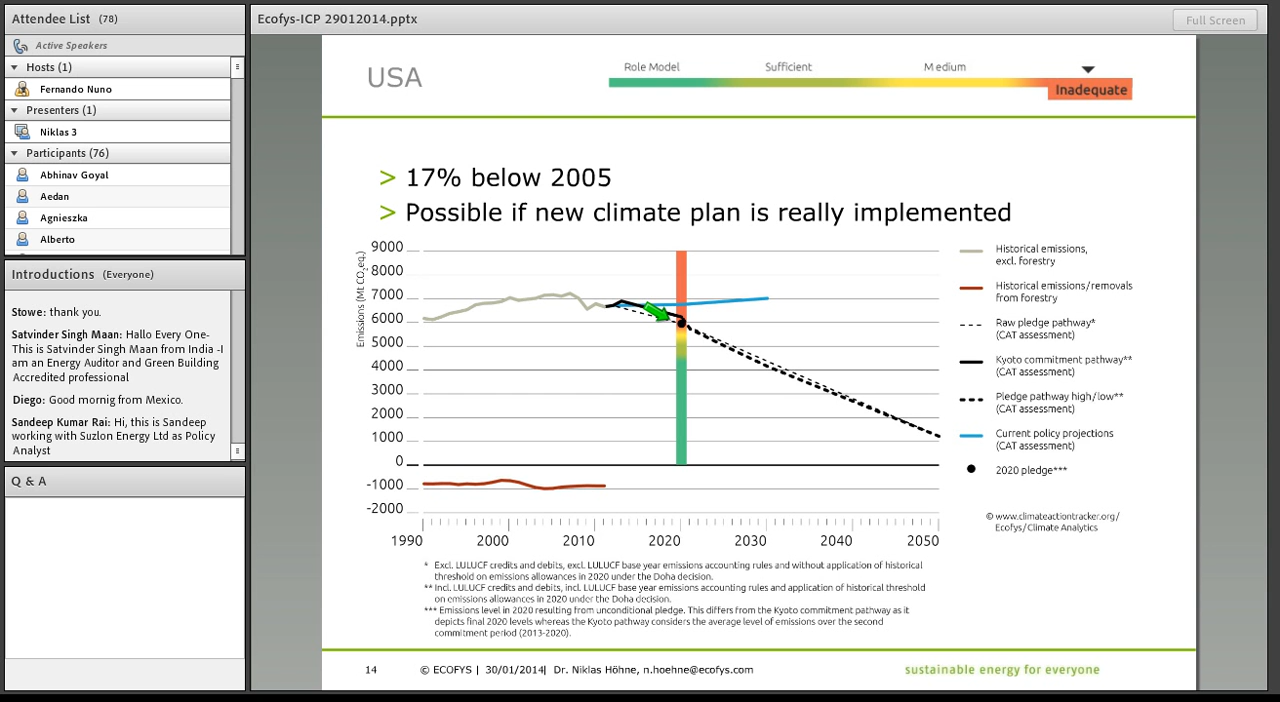 Attendee List (78)
Active Speakers
Hosts (1)
Fernando Nuno
Presenters (1)
Niklas 3
Participants (76)
Abhinav Goyal
Aedan
Agnieszka
Alberto
Introductions (Everyone)
Stowe: thank you.
Satvinder Singh Maan: Hallo Every One-
This is Satvinder Singh Maan from India -I
am an Energy Auditor and Green Building
Accredited professional
Diego: Good mornig from Mexico.
Sandeep Kumar Rai: Hi, this is Sandeep
working with Suzlon Energy Ltd as Policy
Analyst
Q & A
Ecofys-ICP 29012014.pptx
Full Screen
USA
Role Model
Sufficient
Medium
Inadequate
> 17% below 2005
> Possible if new climate plan is really implemented
Emissions (Mt CO2 eq.)
9000
8000
7000
6000
5000
4000
3000
2000
1000
0
-1000
-2000
1990
2000
2010
2020
2030
2040
2050
Historical emissions,
excl. forestry
Historical emissions/removals
from forestry
Raw pledge pathway*
(CAT assessment)
Kyoto commitment pathway**
(CAT assessment)
Pledge pathway high/low**
(CAT assessment)
Current policy projections
(CAT assessment)
2020 pledge***
© www.climateactiontracker.org/
Ecofys/Climate Analytics
* Excl. LULUCF credits and debits, excl. LULUCF base year emissions accounting rules and without application of historical
threshold on emissions allowances in 2020 under the Doha decision.
** Incl. LULUCF credits and debits, incl. LULUCF base year emissions accounting rules and application of historical threshold
on emissions allowances in 2020 under the Doha decision.
*** Emissions level in 2020 resulting from unconditional pledge. This differs from the Kyoto commitment pathway as it
depicts final 2020 levels whereas the Kyoto pathway considers the average level of emissions over the second
commitment period (2013-2020).
14
© ECOFYS | 30/01/2014| Dr. Niklas Höhne, n.hoehne@ecofys.com
sustainable energy for everyone